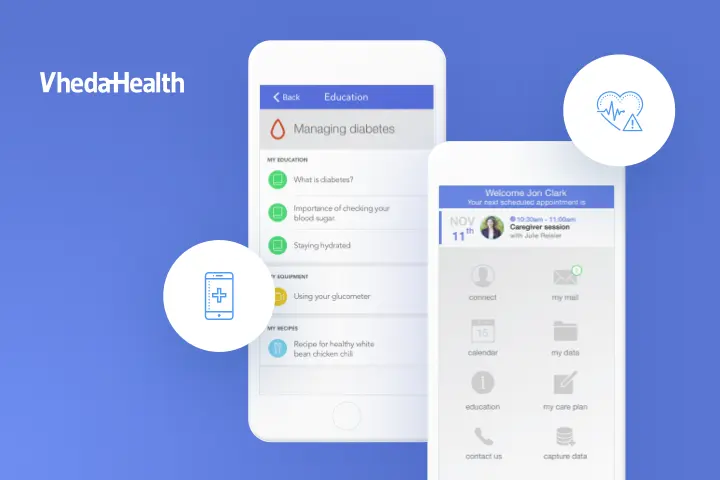 VhedaHealth
Back
Education
Managing diabetes
MY EDUCATION
What is diabetes?
Importance of checking your
blood sugar.
Staying hydrated
MY EQUIPMENT
Using your glucometer
MY RECIPES
Recipe for healthy white
bean chicken chili
Welcome Jon Clark
Your next scheduled appointment is
NOV
11th
10:30am - 11:00am
Caregiver session
with Julie Reisler
connect
my mail
15
calendar
my data
education
my care plan
contact us
capture data